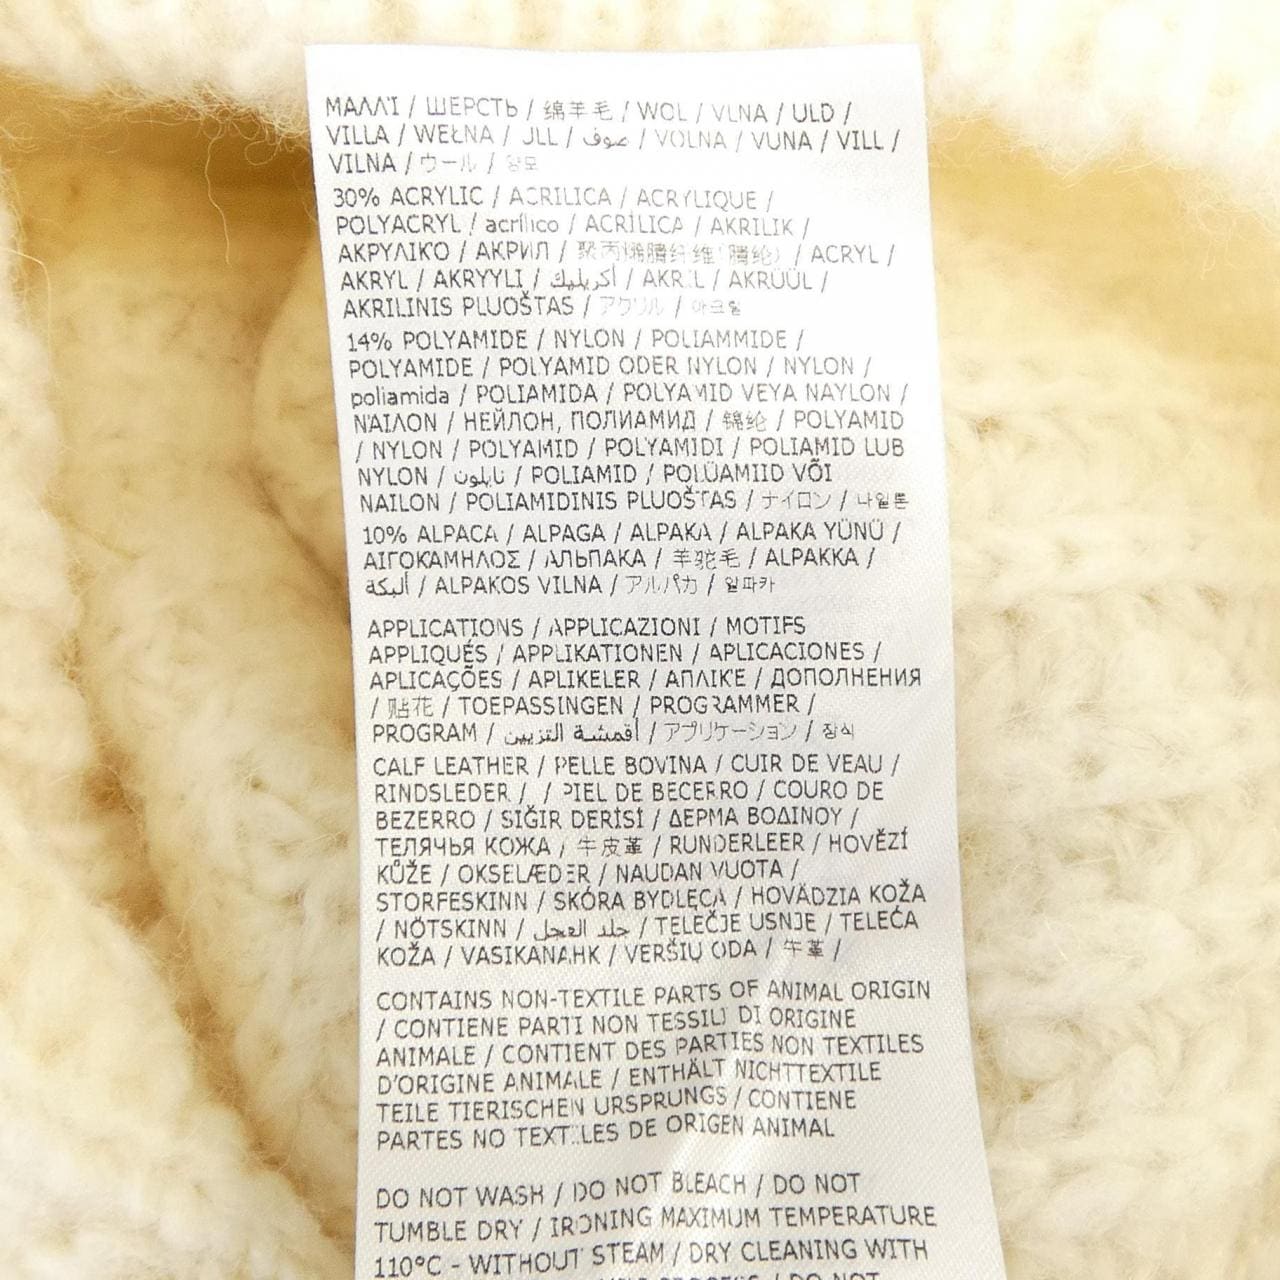 ΜΑΛΛΊ / ШЕРСТЬ / 绵羊毛 / WOL / VLNA / ULD /
VILLA / WEŁNA / ULL / صوف / VOLNA / VUNA / VILL /
VILNA / ウール / 양모
30% ACRYLIC / ACRILICA / ACRYLIQUE /
POLYACRYL / acrílico / ACRÍLICA / AKRILIK /
ΑΚΡΥΛΙΚΌ / АКРИЛ / 聚丙烯腈纤维(腈纶) / ACRYL /
AKRYL / AKRYYLI / أكريليك / AKRIL / AKRÜÜL /
AKRILINIS PLUOŠTAS / アクリル / 아크릴
14% POLYAMIDE / NYLON / POLIAMMIDE /
POLYAMIDE / POLYAMID ODER NYLON / NYLON /
poliamida / POLIAMIDA / POLYAMID VEYA NAYLON /
ΝΆΙΛΟΝ / НЕЙЛОН, ПОЛИАМИД / 锦纶 / POLYAMID
/ NYLON / POLYAMID / POLYAMIDI / POLIAMID LUB
NYLON / نايلون / POLIAMID / POLÜAMIID VÕI
NAILON / POLIAMIDINIS PLUOŠTAS / ナイロン / 나일론
10% ALPACA / ALPAGA / ALPAKA / ALPAKA YÜNÜ /
ΑΙΓΟΚΑΜΗΛΟΣ / АЛЬПАКА / 羊驼毛 / ALPAKKA /
ألبكة / ALPAKOS VILNA / アルパカ / 알파카
APPLICATIONS / APPLICAZIONI / MOTIFS
APPLIQUÉS / APPLIKATIONEN / APLICACIONES /
APLICAÇÕES / APLIKELER / ΑΠΛΙΚΈ / ДОПОЛНЕНИЯ
/ 贴花 / TOEPASSINGEN / PROGRAMMER /
PROGRAM / أقمشة التزيين / アプリケーション / 장식
CALF LEATHER / PELLE BOVINA / CUIR DE VEAU /
RINDSLEDER / / PIEL DE BECERRO / COURO DE
BEZERRO / SIĞIR DERİSİ / ΔΕΡΜΑ ΒΟΔΙΝΟΥ /
ТЕЛЯЧЬЯ КОЖА / 牛皮革 / RUNDERLEER / HOVĚZÍ
KŮŽE / OKSELÆDER / NAUDAN VUOTA /
STORFESKINN / SKÓRA BYDLĘCA / HOVÄDZIA KOŽA
/ NÖTSKINN / جلد العجل / TELEČJE USNJE / TELEĆA
KOŽA / VASIKANAHK / VERŠIŲ ODA / 牛革 /
CONTAINS NON-TEXTILE PARTS OF ANIMAL ORIGIN
/ CONTIENE PARTI NON TESSILI DI ORIGINE
ANIMALE / CONTIENT DES PARTIES NON TEXTILES
D'ORIGINE ANIMALE / ENTHÄLT NICHTTEXTILE
TEILE TIERISCHEN URSPRUNGS / CONTIENE
PARTES NO TEXTILES DE ORIGEN ANIMAL
DO NOT WASH / DO NOT BLEACH / DO NOT
TUMBLE DRY / IRONING MAXIMUM TEMPERATURE
110°C - WITHOUT STEAM / DRY CLEANING WITH